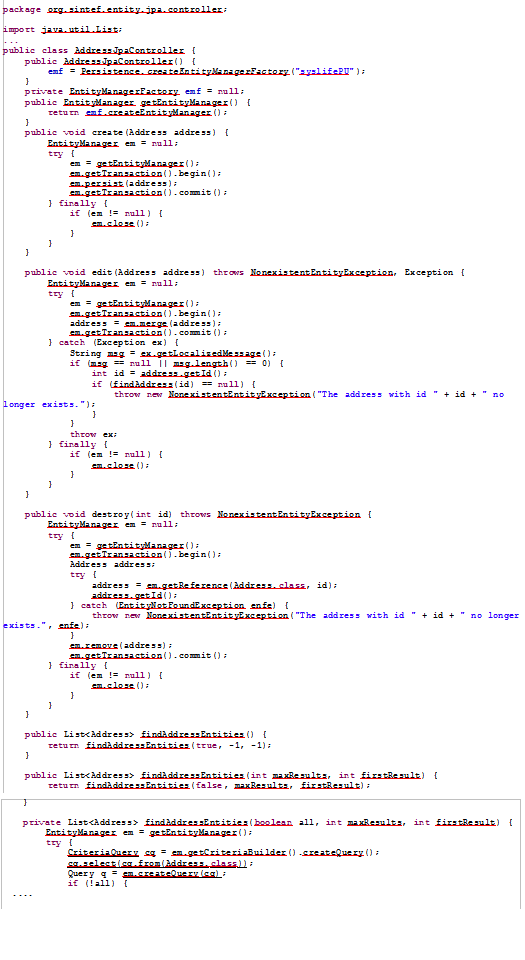 package org.sintef.entity.jpa.controller;
import java.util.List;
...
public class AddressJpaController {
    public AddressJpaController() {
        emf = Persistence.createEntityManagerFactory("syslifePU");
    }
    private EntityManagerFactory emf = null;
    public EntityManager getEntityManager() {
        return emf.createEntityManager();
    }
    public void create(Address address) {
        EntityManager em = null;
        try {
            em = getEntityManager();
            em.getTransaction().begin();
            em.persist(address);
            em.getTransaction().commit();
        } finally {
            if (em != null) {
                em.close();
            }
        }
    }
    public void edit(Address address) throws NonexistentEntityException, Exception {
        EntityManager em = null;
        try {
            em = getEntityManager();
            em.getTransaction().begin();
            address = em.merge(address);
            em.getTransaction().commit();
        } catch (Exception ex) {
            String msg = ex.getLocalizedMessage();
            if (msg == null || msg.length() == 0) {
                int id = address.getId();
                if (findAddress(id) == null) {
                    throw new NonexistentEntityException("The address with id " + id + " no
longer exists.");
                }
            }
            throw ex;
        } finally {
            if (em != null) {
                em.close();
            }
        }
    }
    public void destroy(int id) throws NonexistentEntityException {
        EntityManager em = null;
        try {
            em = getEntityManager();
            em.getTransaction().begin();
            Address address;
            try {
                address = em.getReference(Address.class, id);
                address.getId();
            } catch (EntityNotFoundException enfe) {
                throw new NonexistentEntityException("The address with id " + id + " no longer
exists.", enfe);
            }
            em.remove(address);
            em.getTransaction().commit();
        } finally {
            if (em != null) {
                em.close();
            }
        }
    }
    public List<Address> findAddressEntities() {
        return findAddressEntities(true, -1, -1);
    }
    public List<Address> findAddressEntities(int maxResults, int firstResult) {
        return findAddressEntities(false, maxResults, firstResult);
    }
    private List<Address> findAddressEntities(boolean all, int maxResults, int firstResult) {
        EntityManager em = getEntityManager();
        try {
            CriteriaQuery cq = em.getCriteriaBuilder().createQuery();
            cq.select(cq.from(Address.class));
            Query q = em.createQuery(cq);
            if (!all) {
....